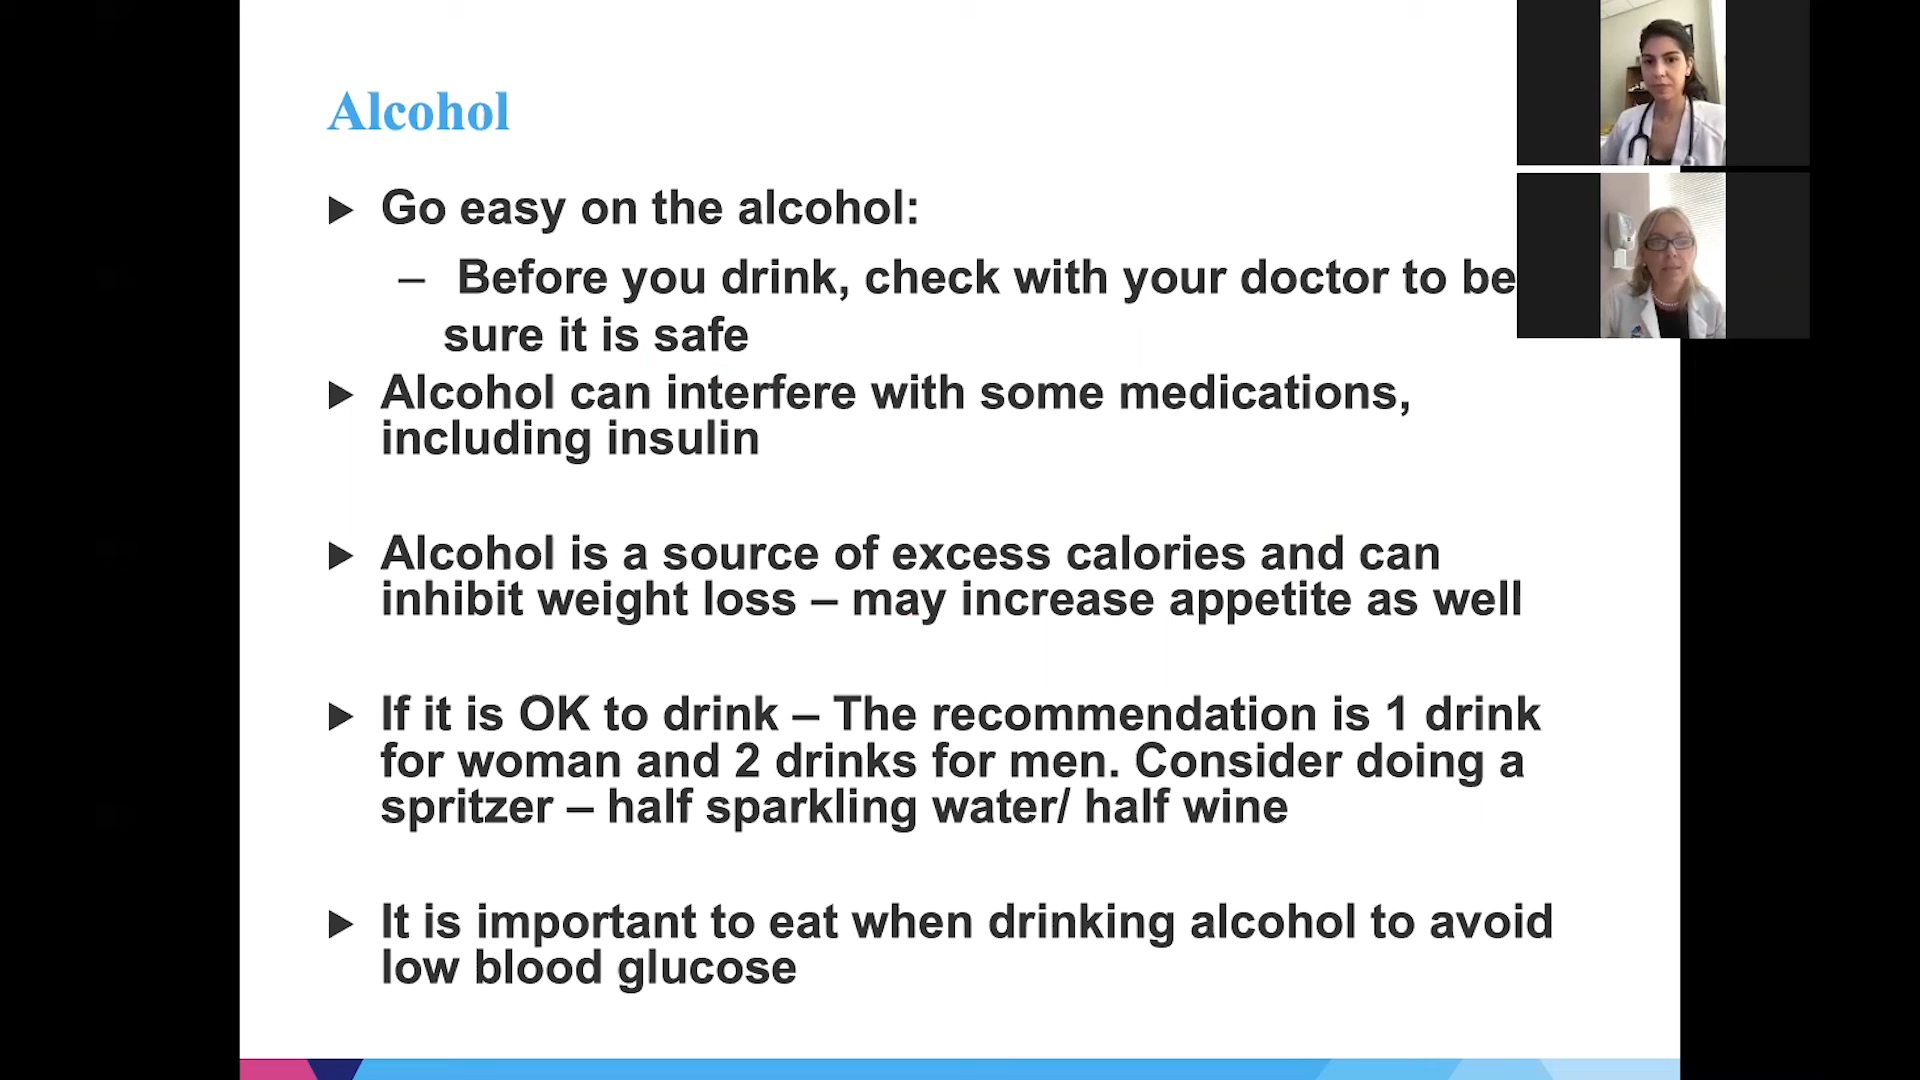 Alcohol
► Go easy on the alcohol:
– Before you drink, check with your doctor to be
sure it is safe
► Alcohol can interfere with some medications,
including insulin
► Alcohol is a source of excess calories and can
inhibit weight loss – may increase appetite as well
► If it is OK to drink – The recommendation is 1 drink
for woman and 2 drinks for men. Consider doing a
spritzer – half sparkling water/ half wine
► It is important to eat when drinking alcohol to avoid
low blood glucose